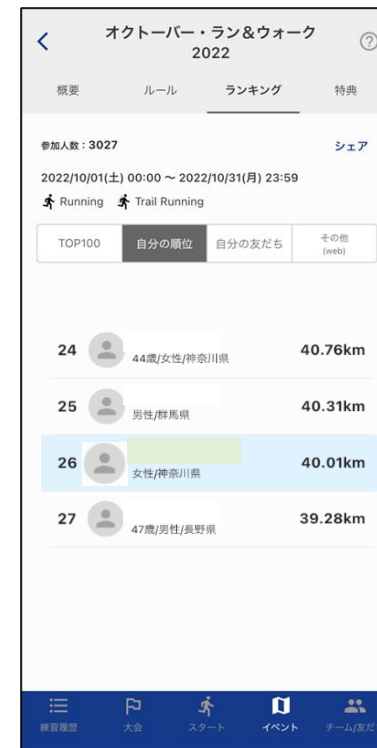 オクトーバー・ラン＆ウォーク
2022
概要 ルール ランキング 特典
参加人数 : 3027 シェア
2022/10/01(土) 00:00 ～ 2022/10/31(月) 23:59
Running Trail Running
TOP100 自分の順位 自分の友だち その他
(web)
24 44歳/女性/神奈川県 40.76km
25 男性/群馬県 40.31km
26 女性/神奈川県 40.01km
27 47歳/男性/長野県 39.28km
練習履歴 大会 スタート イベント チーム/友だ